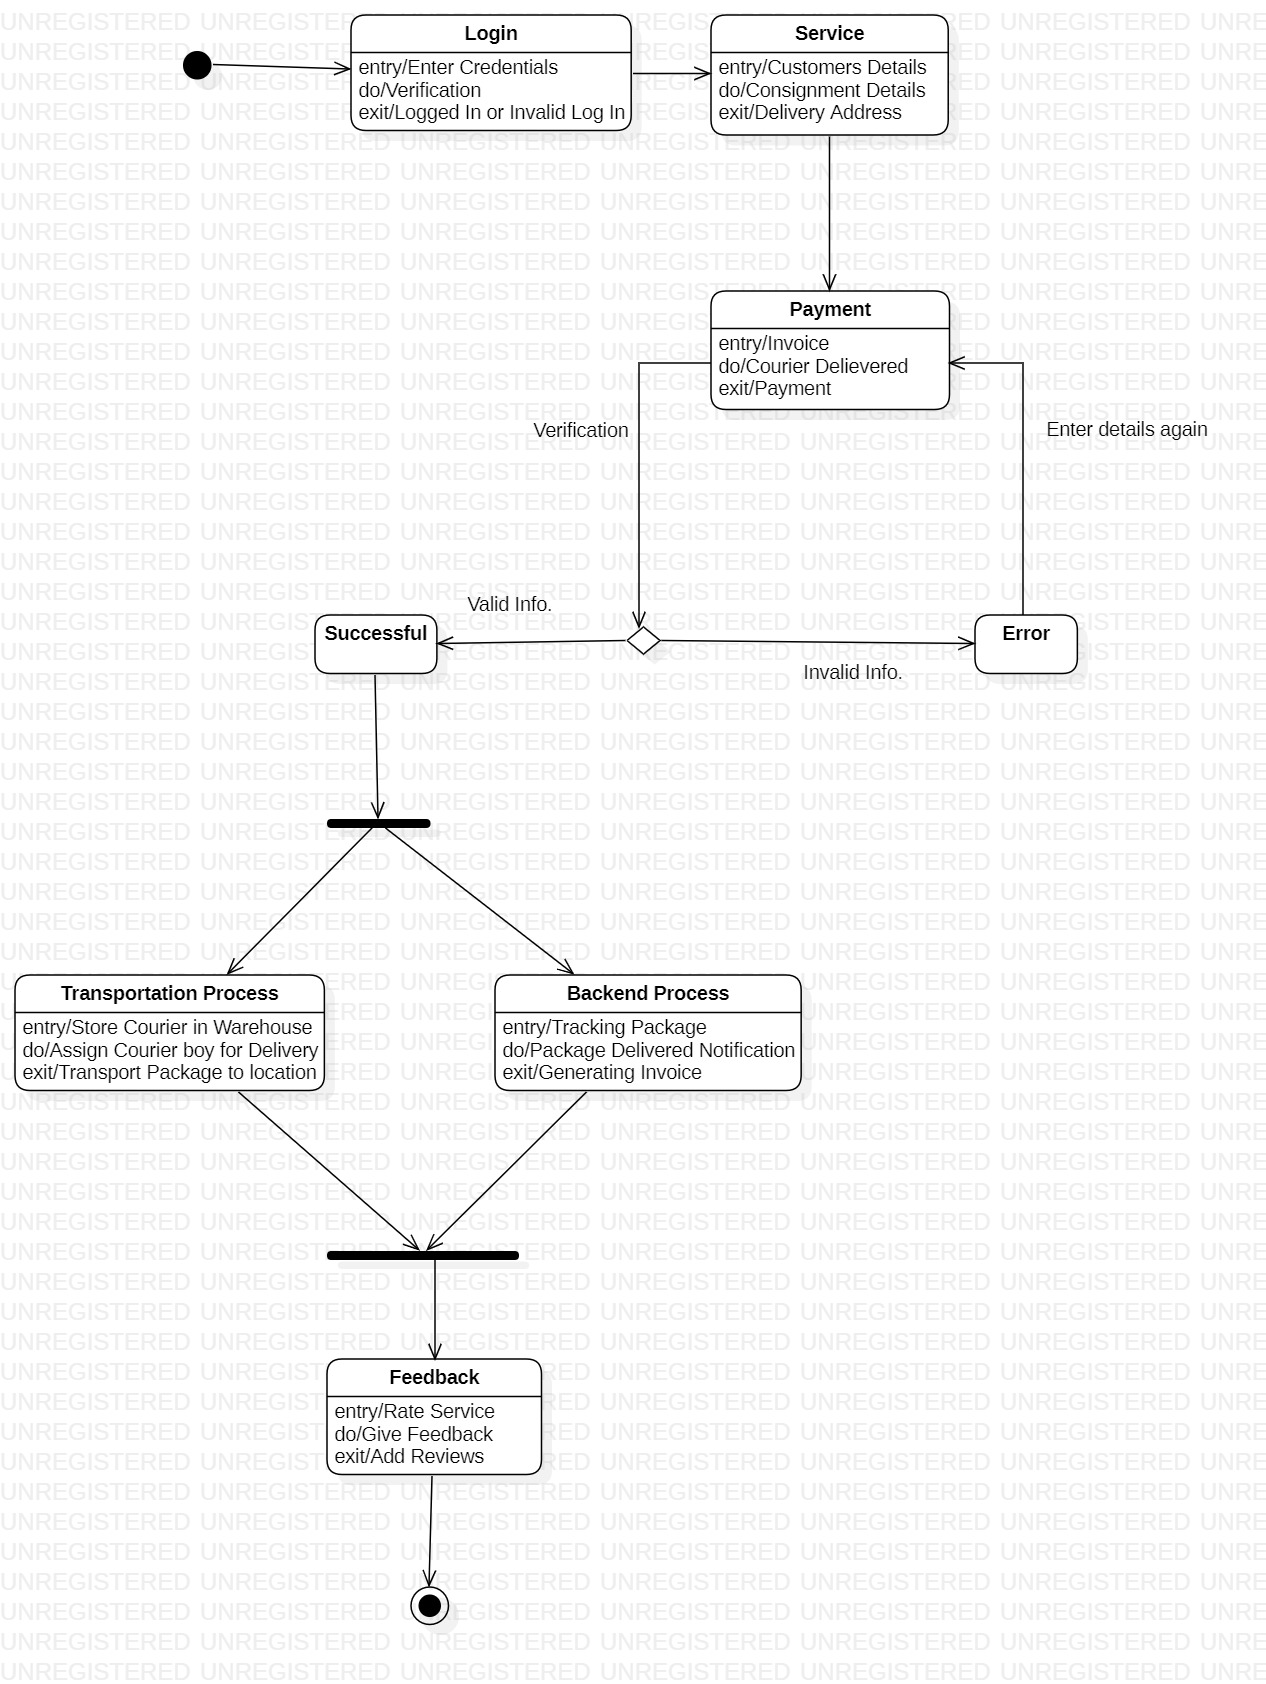 Login
entry/Enter Credentials
do/Verification
exit/Logged In or Invalid Log In
Service
entry/Customers Details
do/Consignment Details
exit/Delivery Address
Payment
entry/Invoice
do/Courier Delievered
exit/Payment
Verification
Enter details again
Valid Info.
Successful
Error
Invalid Info.
Transportation Process
entry/Store Courier in Warehouse
do/Assign Courier boy for Delivery
exit/Transport Package to location
Backend Process
entry/Tracking Package
do/Package Delivered Notification
exit/Generating Invoice
Feedback
entry/Rate Service
do/Give Feedback
exit/Add Reviews
UNREGISTERED